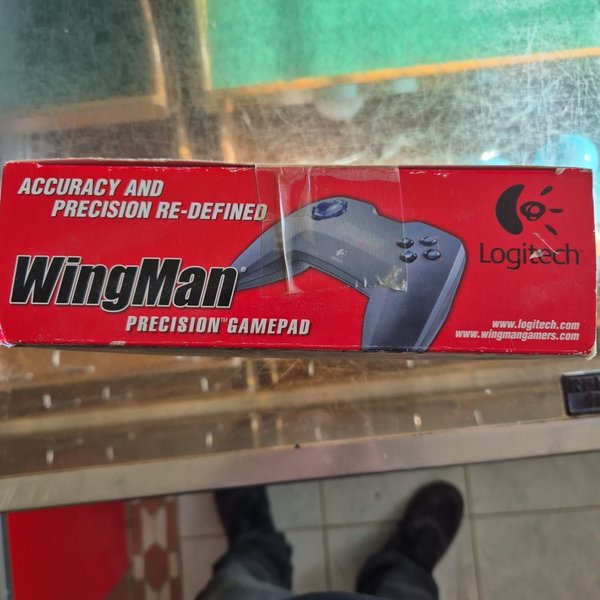 ACCURACY AND
PRECISION RE-DEFINED
WingMan®
PRECISION™ GAMEPAD
Logitech
www.logitech.com
www.wingmangamers.com